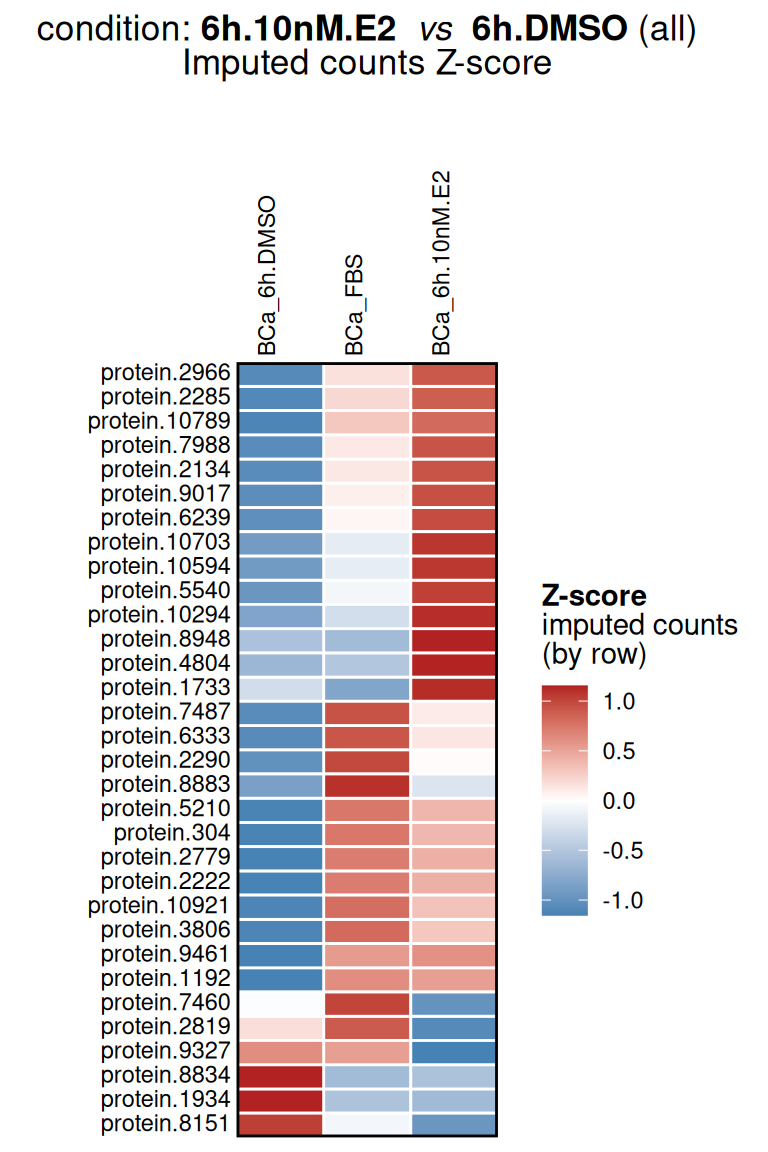 condition: 6h.10nM.E2 vs 6h.DMSO (all)
Imputed counts Z-score
BCa_6h.DMSO
BCa_FBS
BCa_6h.10nM.E2
protein.2966
protein.2285
protein.10789
protein.7988
protein.2134
protein.9017
protein.6239
protein.10703
protein.10594
protein.5540
protein.10294
protein.8948
protein.4804
protein.1733
protein.7487
protein.6333
protein.2290
protein.8883
protein.5210
protein.304
protein.2779
protein.2222
protein.10921
protein.3806
protein.9461
protein.1192
protein.7460
protein.2819
protein.9327
protein.8834
protein.1934
protein.8151
Z-score
imputed counts
(by row)
1.0
0.5
0.0
-0.5
-1.0